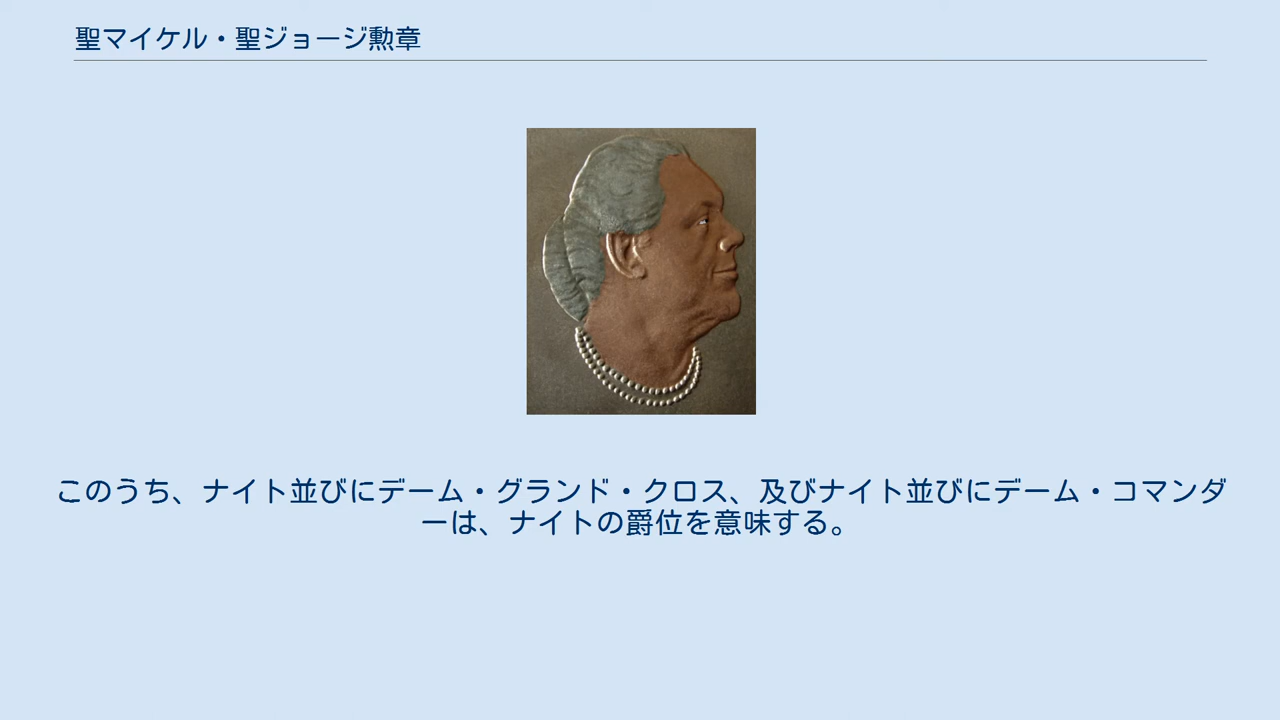 聖マイケル・聖ジョージ勲章
このうち、ナイト並びにデーム・グランド・クロス、及びナイト並びにデーム・コマンダ
ーは、ナイトの爵位を意味する。